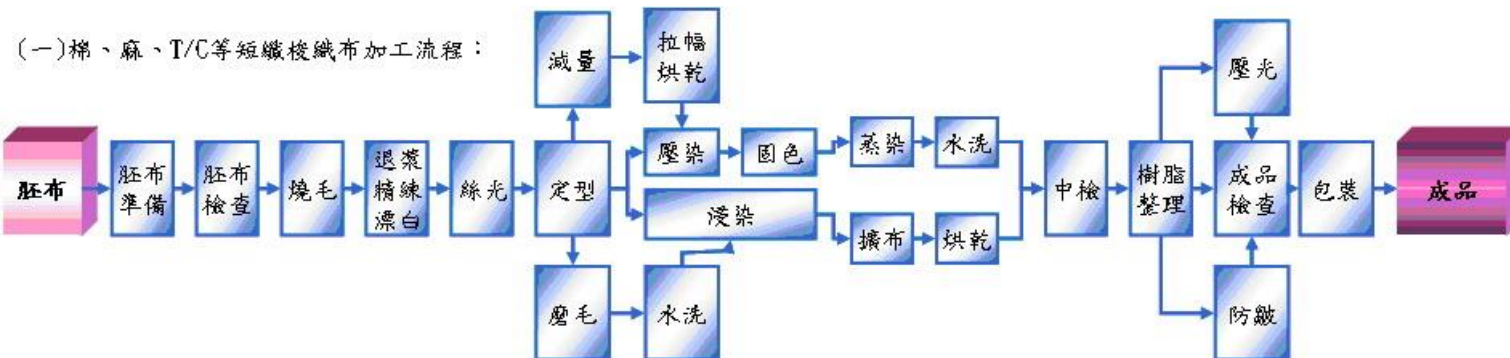 (一)棉、麻、T/C等短纖梭織布加工流程：
胚布
胚布
準備
胚布
檢查
燒毛
退漿
精練
漂白
絲光
定型
減量
拉幅
烘乾
壓染
固色
蒸染
水洗
浸染
擴布
烘乾
磨毛
水洗
中檢
樹脂
整理
壓光
成品
檢查
防皺
包裝
成品